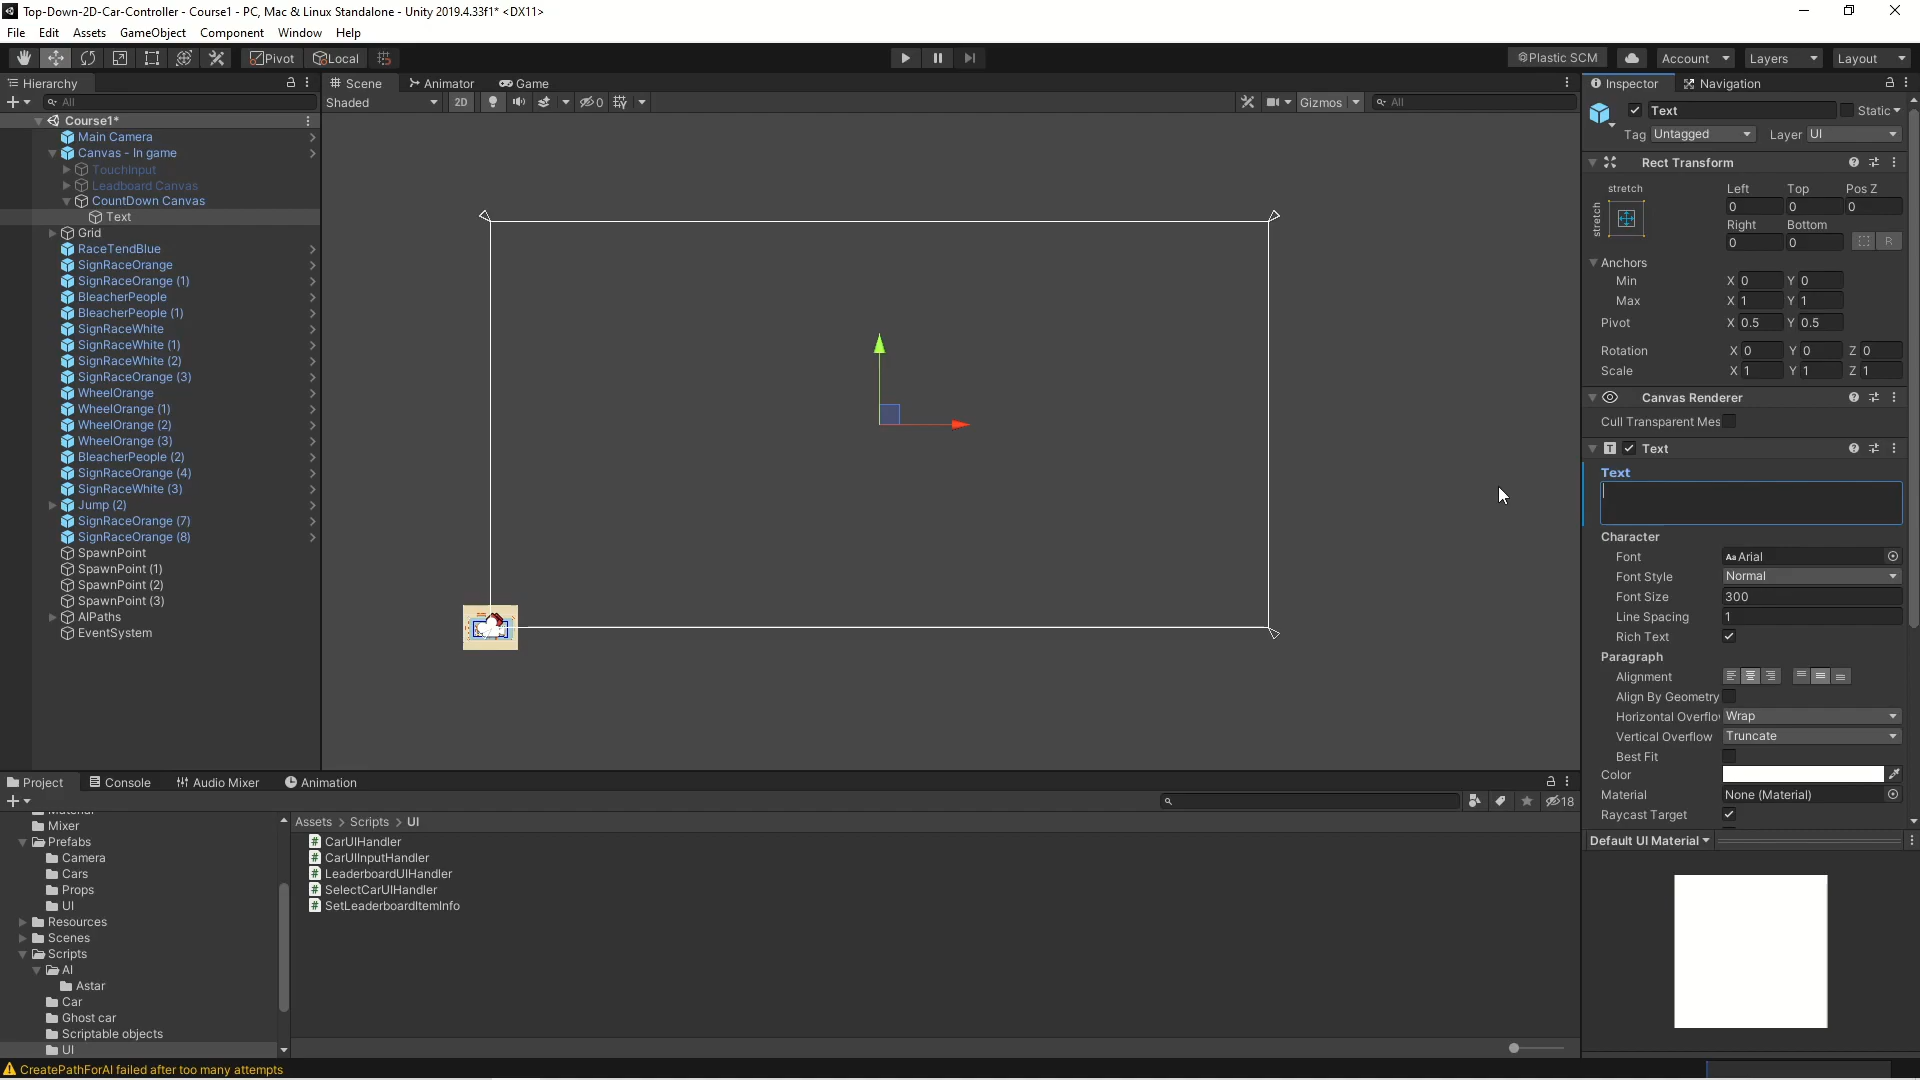 Top-Down-2D-Car-Controller - Course1 - PC, Mac & Linux Standalone - Unity 2019.4.33f1* <DX11>
File Edit Assets GameObject Component Window Help
Pivot Local Plastic SCM Account Layers Layout
Hierarchy
All
Course1*
Main Camera
Canvas - In game
TouchInput
Leadboard Canvas
CountDown Canvas
Text
Grid
RaceTendBlue
SignRaceOrange
SignRaceOrange (1)
BleacherPeople
BleacherPeople (1)
SignRaceWhite
SignRaceWhite (1)
SignRaceWhite (2)
SignRaceOrange (3)
WheelOrange
WheelOrange (1)
WheelOrange (2)
WheelOrange (3)
BleacherPeople (2)
SignRaceOrange (4)
SignRaceWhite (3)
Jump (2)
SignRaceOrange (7)
SignRaceOrange (8)
SpawnPoint
SpawnPoint (1)
SpawnPoint (2)
SpawnPoint (3)
AIPaths
EventSystem
Scene Animator Game
Shaded 2D 0 Gizmos All
Inspector Navigation
Text Static
Tag Untagged Layer UI
Rect Transform
stretch Left Top Pos Z
stretch 0 0 0
Right Bottom
0 0 R
Anchors
Min X 0 Y 0
Max X 1 Y 1
Pivot X 0.5 Y 0.5
Rotation X 0 Y 0 Z 0
Scale X 1 Y 1 Z 1
Canvas Renderer
Cull Transparent Mes
Text
Text
Character
Font Aa Arial
Font Style Normal
Font Size 300
Line Spacing 1
Rich Text
Paragraph
Alignment
Align By Geometry
Horizontal Overflo Wrap
Vertical Overflow Truncate
Best Fit
Color
Material None (Material)
Raycast Target
Default UI Material
Project Console Audio Mixer Animation
18
Material
Mixer
Prefabs
Camera
Cars
Props
UI
Resources
Scenes
Scripts
AI
Astar
Car
Ghost car
Scriptable objects
UI
Assets > Scripts > UI
CarUIHandler
CarUIInputHandler
LeaderboardUIHandler
SelectCarUIHandler
SetLeaderboardItemInfo
CreatePathForAI failed after too many attempts